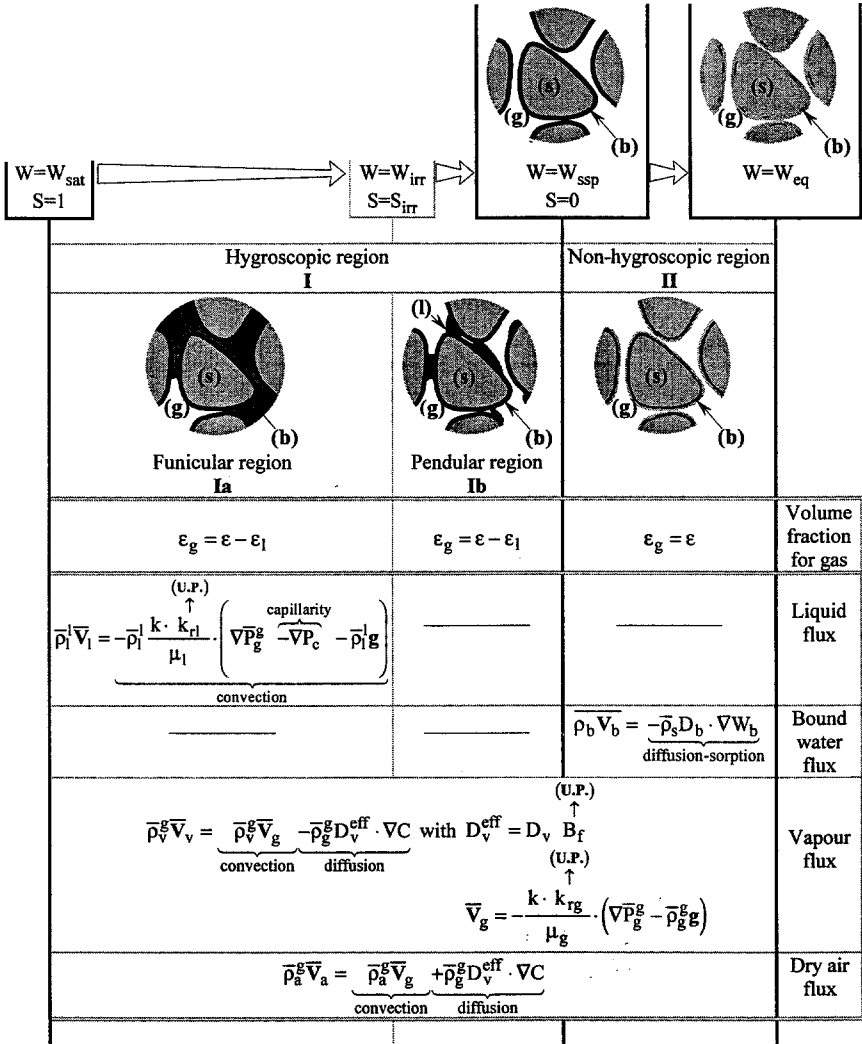 (s)
(g)
(b)
(s)
(g)
(b)
W=W_sat
S=1
W=W_irr
S=S_irr
W=W_ssp
S=0
W=W_eq
Hygroscopic region
I
Non-hygroscopic region
II
(s)
(g)
(b)
(l)
(s)
(g)
(b)
(s)
(g)
(b)
Funicular region
Ia
Pendular region
Ib
ε_g = ε − ε_l
ε_g = ε − ε_l
ε_g = ε
Volume
fraction
for gas
(U.P.)
↑
ρ̅_l^l V̅_l = −ρ̅_l^l (k· k_rl / μ_l) · (∇P̅_g^g −∇P_c − ρ̅_l^l g)
capillarity
convection
Liquid
flux
ρ_b V_b = −ρ̅_s D_b · ∇W_b
diffusion-sorption
Bound
water
flux
(U.P.)
↑
ρ̅_v^g V̅_v = ρ̅_v^g V̅_g −ρ̅_g^g D_v^eff · ∇C with D_v^eff = D_v B_f
convection diffusion
(U.P.)
↑
V̅_g = − (k· k_rg / μ_g) · (∇P̅_g^g − ρ̅_g^g g)
Vapour
flux
ρ̅_a^g V̅_a = ρ̅_a^g V̅_g +ρ̅_g^g D_v^eff · ∇C
convection diffusion
Dry air
flux